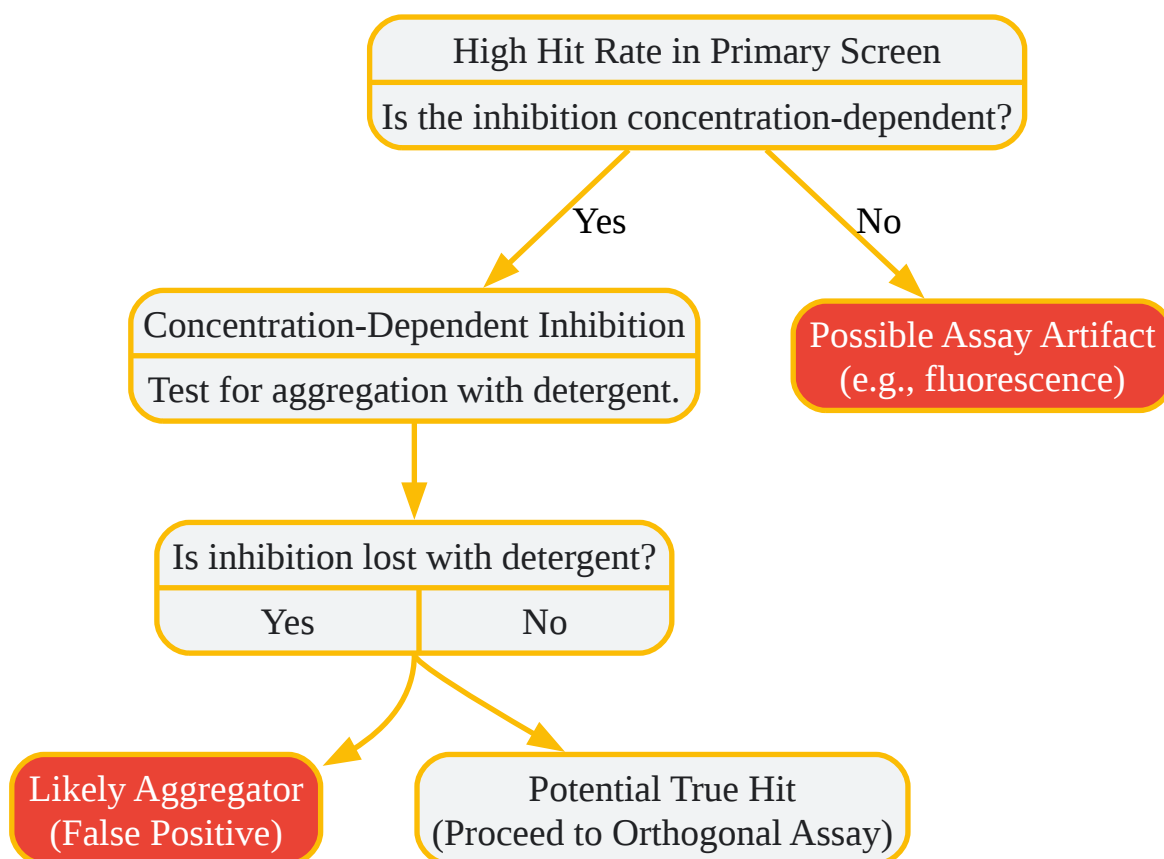 High Hit Rate in Primary Screen
Is the inhibition concentration-dependent?
Yes
No
Concentration-Dependent Inhibition
Test for aggregation with detergent.
Possible Assay Artifact
(e.g., fluorescence)
Is inhibition lost with detergent?
Yes
No
Likely Aggregator
(False Positive)
Potential True Hit
(Proceed to Orthogonal Assay)